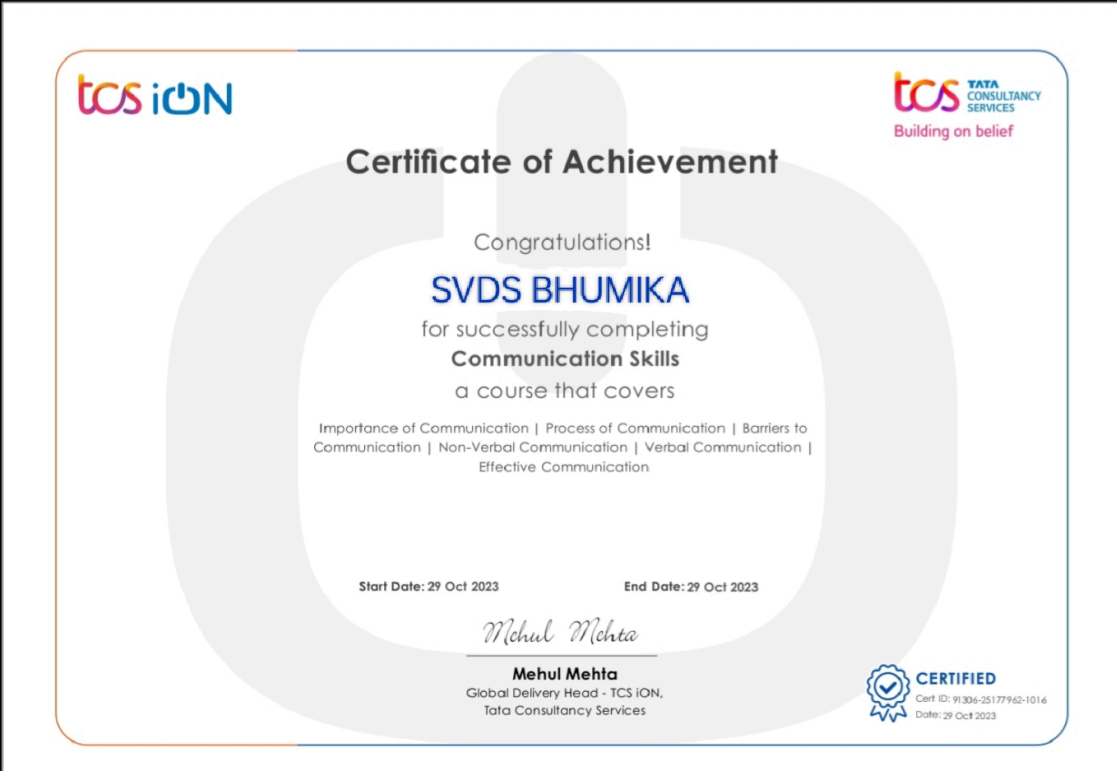 tcs iON
tcs TATA
CONSULTANCY
SERVICES
Building on belief
Certificate of Achievement
Congratulations!
SVDS BHUMIKA
for successfully completing
Communication Skills
a course that covers
Importance of Communication | Process of Communication | Barriers to
Communication | Non-Verbal Communication | Verbal Communication |
Effective Communication
Start Date: 29 Oct 2023 End Date: 29 Oct 2023
Mehul Mehta
Mehul Mehta
Global Delivery Head - TCS iON,
Tata Consultancy Services
CERTIFIED
Cert ID: 91306-25177962-1016
Date: 29 Oct 2023